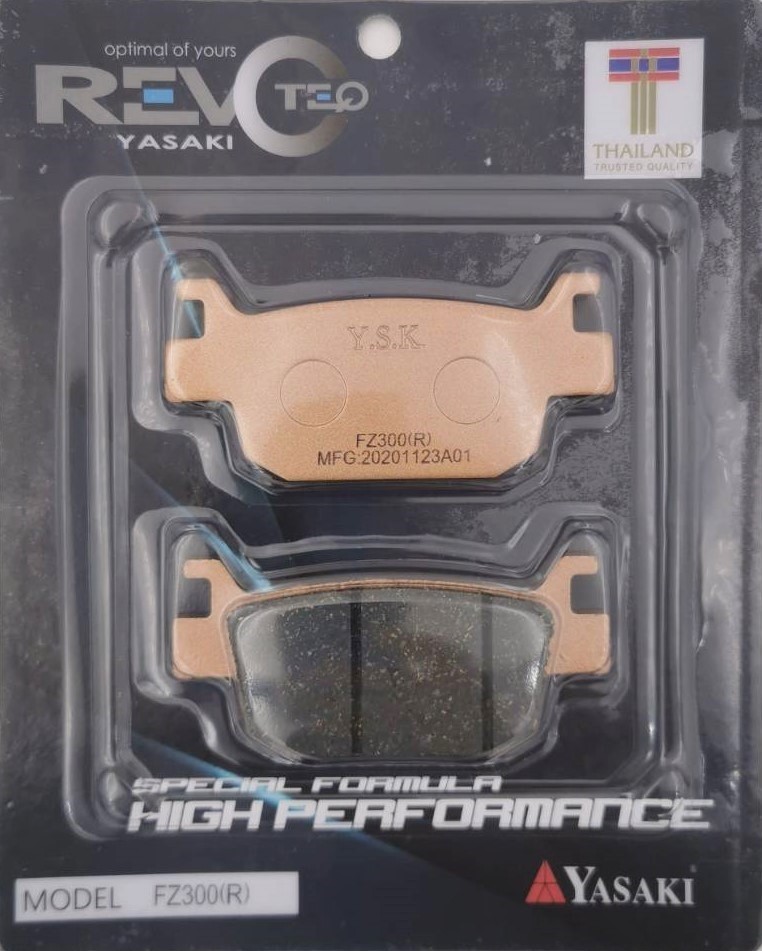 optimal of yours
REVO TEQ
YASAKI
THAILAND
TRUSTED QUALITY
Y.S.K.
FZ300(R)
MFG:20201123A01
SPECIAL FORMULA
HIGH PERFORMANCE
MODEL FZ300(R)
YASAKI